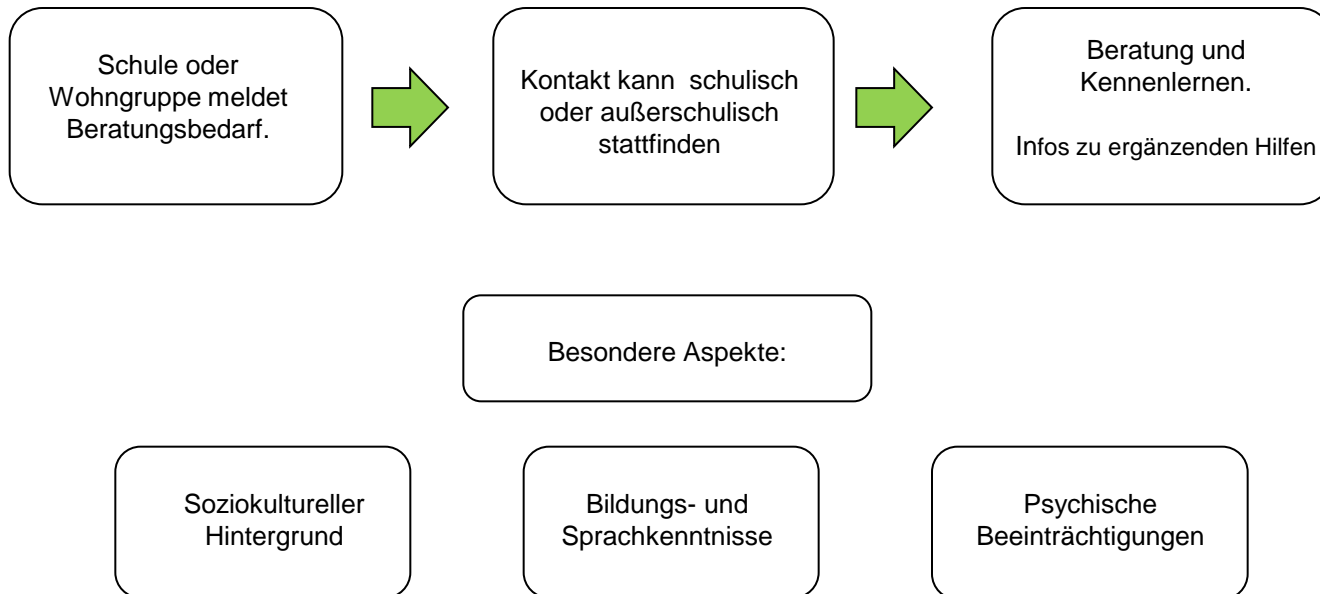 Schule oder
Wohngruppe meldet
Beratungsbedarf.
Kontakt kann  schulisch
oder außerschulisch
stattfinden
Beratung und
Kennenlernen.
Infos zu ergänzenden Hilfen
Besondere Aspekte:
Soziokultureller
Hintergrund
Bildungs- und
Sprachkenntnisse
Psychische
Beeinträchtigungen